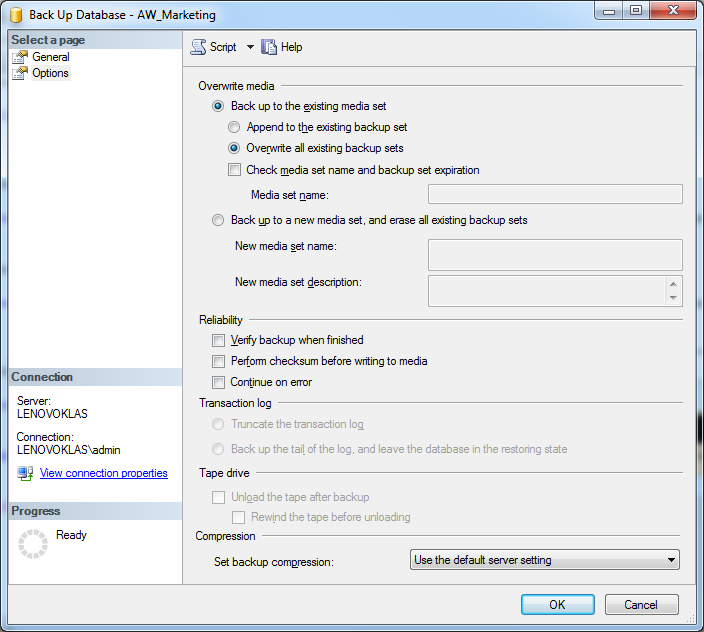 Back Up Database - AW_Marketing
Select a page
General
Options
Script
Help
Overwrite media
Back up to the existing media set
Append to the existing backup set
Overwrite all existing backup sets
Check media set name and backup set expiration
Media set name:
Back up to a new media set, and erase all existing backup sets
New media set name:
New media set description:
Reliability
Verify backup when finished
Perform checksum before writing to media
Continue on error
Transaction log
Truncate the transaction log
Back up the tail of the log, and leave the database in the restoring state
Tape drive
Unload the tape after backup
Rewind the tape before unloading
Compression
Set backup compression:
Use the default server setting
Connection
Server:
LENOVOKLAS
Connection:
LENOVOKLAS\admin
View connection properties
Progress
Ready
OK
Cancel